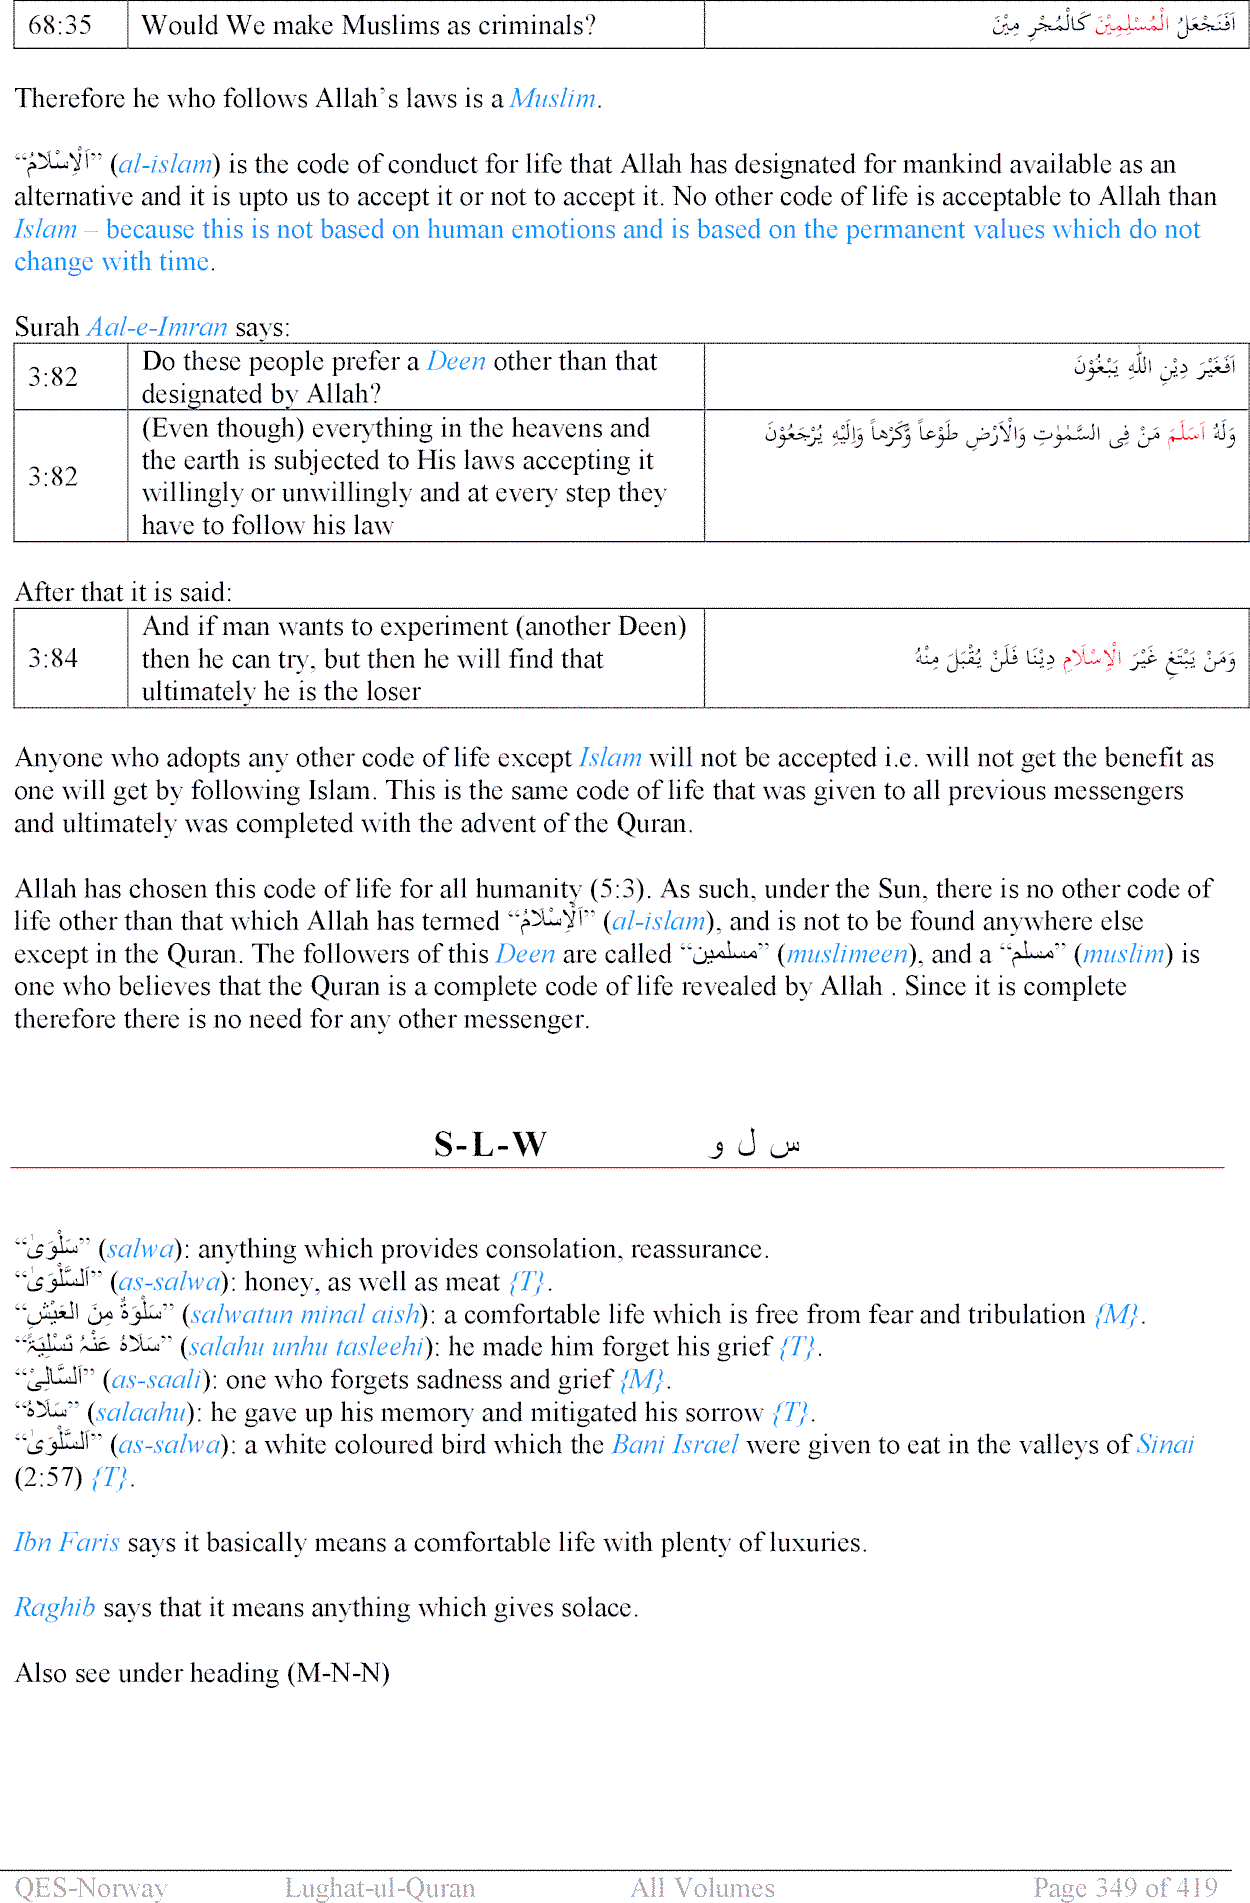 68:35 Would We make Muslims as criminals? اَفَنَجْعَلُ الْمُسْلِمِيْنَ كَالْمُجْرِ مِيْنَ
Therefore he who follows Allah's laws is a Muslim.
“اَلْاِسْلَامُ” (al-islam) is the code of conduct for life that Allah has designated for mankind available as an
alternative and it is upto us to accept it or not to accept it. No other code of life is acceptable to Allah than
Islam – because this is not based on human emotions and is based on the permanent values which do not
change with time.
Surah Aal-e-Imran says:
3:82 Do these people prefer a Deen other than that
designated by Allah? اَفَغَيْرَ دِيْنِ اللّٰهِ يَبْغُوْنَ
3:82 (Even though) everything in the heavens and
the earth is subjected to His laws accepting it
willingly or unwillingly and at every step they
have to follow his law
وَلَهُ اَسْلَمَ مَنْ فِى السَّمٰوٰتِ وَالْاَرْضِ طَوْعاً وَّكَرْهاً وَاِلَيْهِ يُرْجَعُوْنَ
After that it is said:
3:84 And if man wants to experiment (another Deen)
then he can try, but then he will find that
ultimately he is the loser
وَمَنْ يَبْتَغِ غَيْرَ الْاِسْلَامِ دِيْنَا فَلَنْ يُقْبَلَ مِنْهُ
Anyone who adopts any other code of life except Islam will not be accepted i.e. will not get the benefit as
one will get by following Islam. This is the same code of life that was given to all previous messengers
and ultimately was completed with the advent of the Quran.
Allah has chosen this code of life for all humanity (5:3). As such, under the Sun, there is no other code of
life other than that which Allah has termed “اَلْاِسْلَامُ” (al-islam), and is not to be found anywhere else
except in the Quran. The followers of this Deen are called “مسلمین” (muslimeen), and a “مسلم” (muslim) is
one who believes that the Quran is a complete code of life revealed by Allah . Since it is complete
therefore there is no need for any other messenger.
S-L-W س ل و
“سَلْوَیٰ” (salwa): anything which provides consolation, reassurance.
“اَلسَّلْوَیٰ” (as-salwa): honey, as well as meat {T}.
“سَلْوَةٌ مِنَ العَيْشِ” (salwatun minal aish): a comfortable life which is free from fear and tribulation {M}.
“سَلَاهُ عَنْہُ تَسْلِيَۃً” (salahu unhu tasleehi): he made him forget his grief {T}.
“اَلسَّالِیْ” (as-saali): one who forgets sadness and grief {M}.
“سَلَاهُ” (salaahu): he gave up his memory and mitigated his sorrow {T}.
“اَلسَّلْوَیٰ” (as-salwa): a white coloured bird which the Bani Israel were given to eat in the valleys of Sinai
(2:57) {T}.
Ibn Faris says it basically means a comfortable life with plenty of luxuries.
Raghib says that it means anything which gives solace.
Also see under heading (M-N-N)
QES-Norway Lughat-ul-Quran All Volumes Page 349 of 419